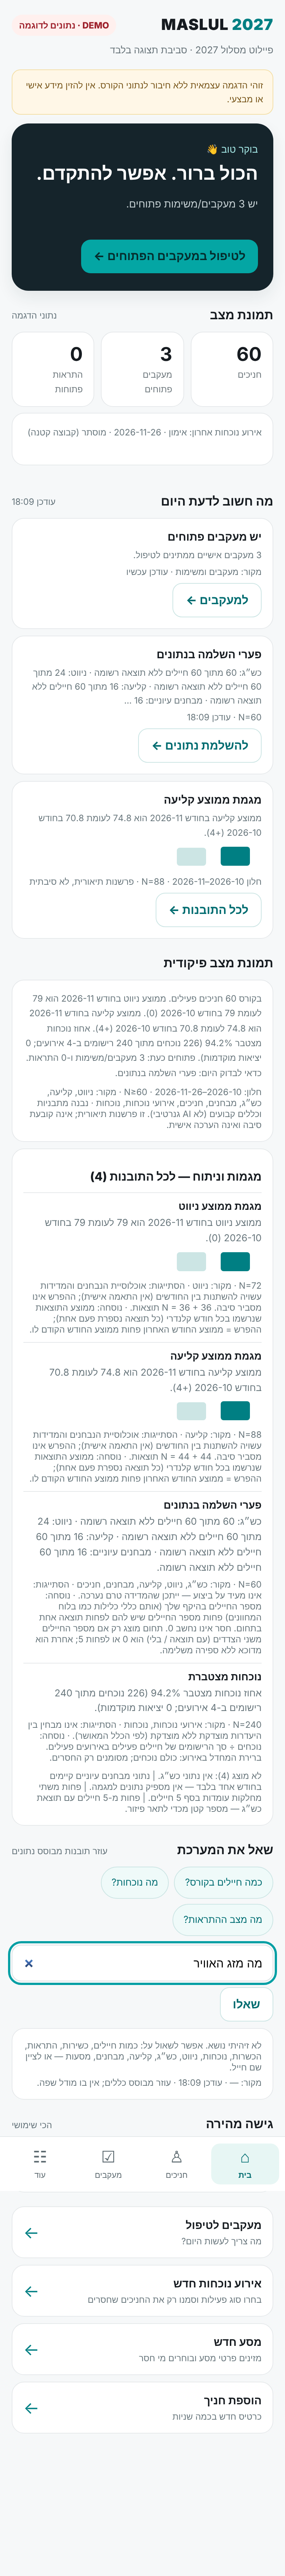 MASLUL 2027
DEMO · נתונים לדוגמה
פיילוט מסלול 2027 · סביבת תצוגה בלבד
זוהי הדגמה עצמאית ללא חיבור לנתוני הקורס. אין להזין מידע אישי
או מבצעי.
בוקר טוב 👋
הכול ברור. אפשר להתקדם.
יש 3 מעקבים/משימות פתוחים.
לטיפול במעקבים הפתוחים ←
תמונת מצב
נתוני הדגמה
60
חניכים
3
מעקבים
פתוחים
0
התראות
פתוחות
אירוע נוכחות אחרון: אימון · 2026-11-26 · מוסתר (קבוצה קטנה)
מה חשוב לדעת היום
עודכן 18:09
יש מעקבים פתוחים
3 מעקבים אישיים ממתינים לטיפול.
מקור: מעקבים ומשימות · עודכן עכשיו
למעקבים ←
פערי השלמה בנתונים
כש״ג: 60 מתוך 60 חיילים ללא תוצאה רשומה · ניווט: 24 מתוך
60 חיילים ללא תוצאה רשומה · קליעה: 16 מתוך 60 חיילים ללא
תוצאה רשומה · מבחנים עיוניים: 16 ...
N=60 · עודכן 18:09
להשלמת נתונים ←
מגמת ממוצע קליעה
ממוצע קליעה בחודש 2026-11 הוא 74.8 לעומת 70.8 בחודש
2026-10 (+4).
חלון 2026-10–2026-11 · N=88 · פרשנות תיאורית, לא סיבתית
לכל התובנות ←
תמונת מצב פיקודית
בקורס 60 חניכים פעילים. ממוצע ניווט בחודש 2026-11 הוא 79
לעומת 79 בחודש 2026-10 (0). ממוצע קליעה בחודש 2026-11
הוא 74.8 לעומת 70.8 בחודש 2026-10 (+4). אחוז נוכחות
מצטבר 94.2% (226 נוכחים מתוך 240 רישומים ב-4 אירועים; 0
יציאות מוקדמות). פתוחים כעת: 3 מעקבים/משימות ו-0 התראות.
כדאי לבדוק היום: פערי השלמה בנתונים.
חלון: 2026-10–2026-11-26 · N=60 · מקור: ניווט, קליעה,
כש״ג, מבחנים, חניכים, אירועי נוכחות, נוכחות · נבנה מתבניות
וכללים קבועים (לא AI גנרטיבי). זו פרשנות תיאורית; אינה קובעת
סיבה ואינה הערכה אישית.
מגמות וניתוח — לכל התובנות (4)
מגמת ממוצע ניווט
ממוצע ניווט בחודש 2026-11 הוא 79 לעומת 79 בחודש
2026-10 (0).
N=72 · מקור: ניווט · הסתייגות: אוכלוסיית הנבחנים והמדידות
עשויה להשתנות בין החודשים (אין התאמה אישית); ההפרש אינו
מסביר סיבה. N = 36 + 36 תוצאות. · נוסחה: ממוצע התוצאות
שנרשמו בכל חודש קלנדרי (כל תוצאה נספרת פעם אחת);
ההפרש = ממוצע החודש האחרון פחות ממוצע החודש הקודם לו.
מגמת ממוצע קליעה
ממוצע קליעה בחודש 2026-11 הוא 74.8 לעומת 70.8
בחודש 2026-10 (+4).
N=88 · מקור: קליעה · הסתייגות: אוכלוסיית הנבחנים והמדידות
עשויה להשתנות בין החודשים (אין התאמה אישית); ההפרש אינו
מסביר סיבה. N = 44 + 44 תוצאות. · נוסחה: ממוצע התוצאות
שנרשמו בכל חודש קלנדרי (כל תוצאה נספרת פעם אחת);
ההפרש = ממוצע החודש האחרון פחות ממוצע החודש הקודם לו.
פערי השלמה בנתונים
כש״ג: 60 מתוך 60 חיילים ללא תוצאה רשומה · ניווט: 24
מתוך 60 חיילים ללא תוצאה רשומה · קליעה: 16 מתוך 60
חיילים ללא תוצאה רשומה · מבחנים עיוניים: 16 מתוך 60
חיילים ללא תוצאה רשומה.
N=60 · מקור: כש״ג, ניווט, קליעה, מבחנים, חניכים · הסתייגות:
אינו מעיד על ביצוע — ייתכן שהמדידה טרם נערכה. · נוסחה:
מספר החיילים בהיקף שלך (אותם כללי כלילות כמו בלוח
המחוונים) פחות מספר החיילים שיש להם לפחות תוצאה אחת
בתחום. חסר אינו נחשב 0. תחום מוצג רק אם מספר החיילים
משני הצדדים (עם תוצאה / בלי) הוא 0 או לפחות 5; אחרת הוא
מדוכא ללא ספירה משלימה.
נוכחות מצטברת
אחוז נוכחות מצטבר 94.2% (226 נוכחים מתוך 240
רישומים ב-4 אירועים; 0 יציאות מוקדמות).
N=240 · מקור: אירועי נוכחות, נוכחות · הסתייגות: אינו מבחין בין
היעדרות מוצדקת ללא מוצדקת (לפי הכלל המאושר). · נוסחה:
נוכחים ÷ סך הרישומים של חיילים פעילים באירועים פעילים.
ברירת המחדל באירוע: כולם נוכחים; מסומנים רק החסרים.
לא מוצג (4): אין נתוני כש״ג. | נתוני מבחנים עיוניים קיימים
בחודש אחד בלבד — אין מספיק נתונים למגמה. | פחות משתי
מחלקות עומדות בסף 5 חיילים. | פחות מ-5 חיילים עם תוצאת
כש״ג — מספר קטן מכדי לתאר פיזור.
שאל את המערכת
עוזר תובנות מבוסס נתונים
כמה חיילים בקורס?
מה נוכחות?
מה מצב ההתראות?
מה מזג האוויר
×
שאלו
לא זיהיתי נושא. אפשר לשאול על: כמות חיילים, כשירות, התראות,
הכשרות, נוכחות, ניווט, כש״ג, קליעה, מבחנים, מסעות — או לציין
שם חייל.
מקור: — · עודכן 18:09 · עוזר מבוסס כללים; אין בו מודל שפה.
גישה מהירה
הכי שימושי
בית
חניכים
מעקבים
עוד
מעקבים לטיפול
מה צריך לעשות היום?
←
אירוע נוכחות חדש
בחרו סוג פעילות וסמנו רק את החניכים שחסרים
←
מסע חדש
מזינים פרטי מסע ובוחרים מי חסר
←
הוספת חניך
כרטיס חדש בכמה שניות
←